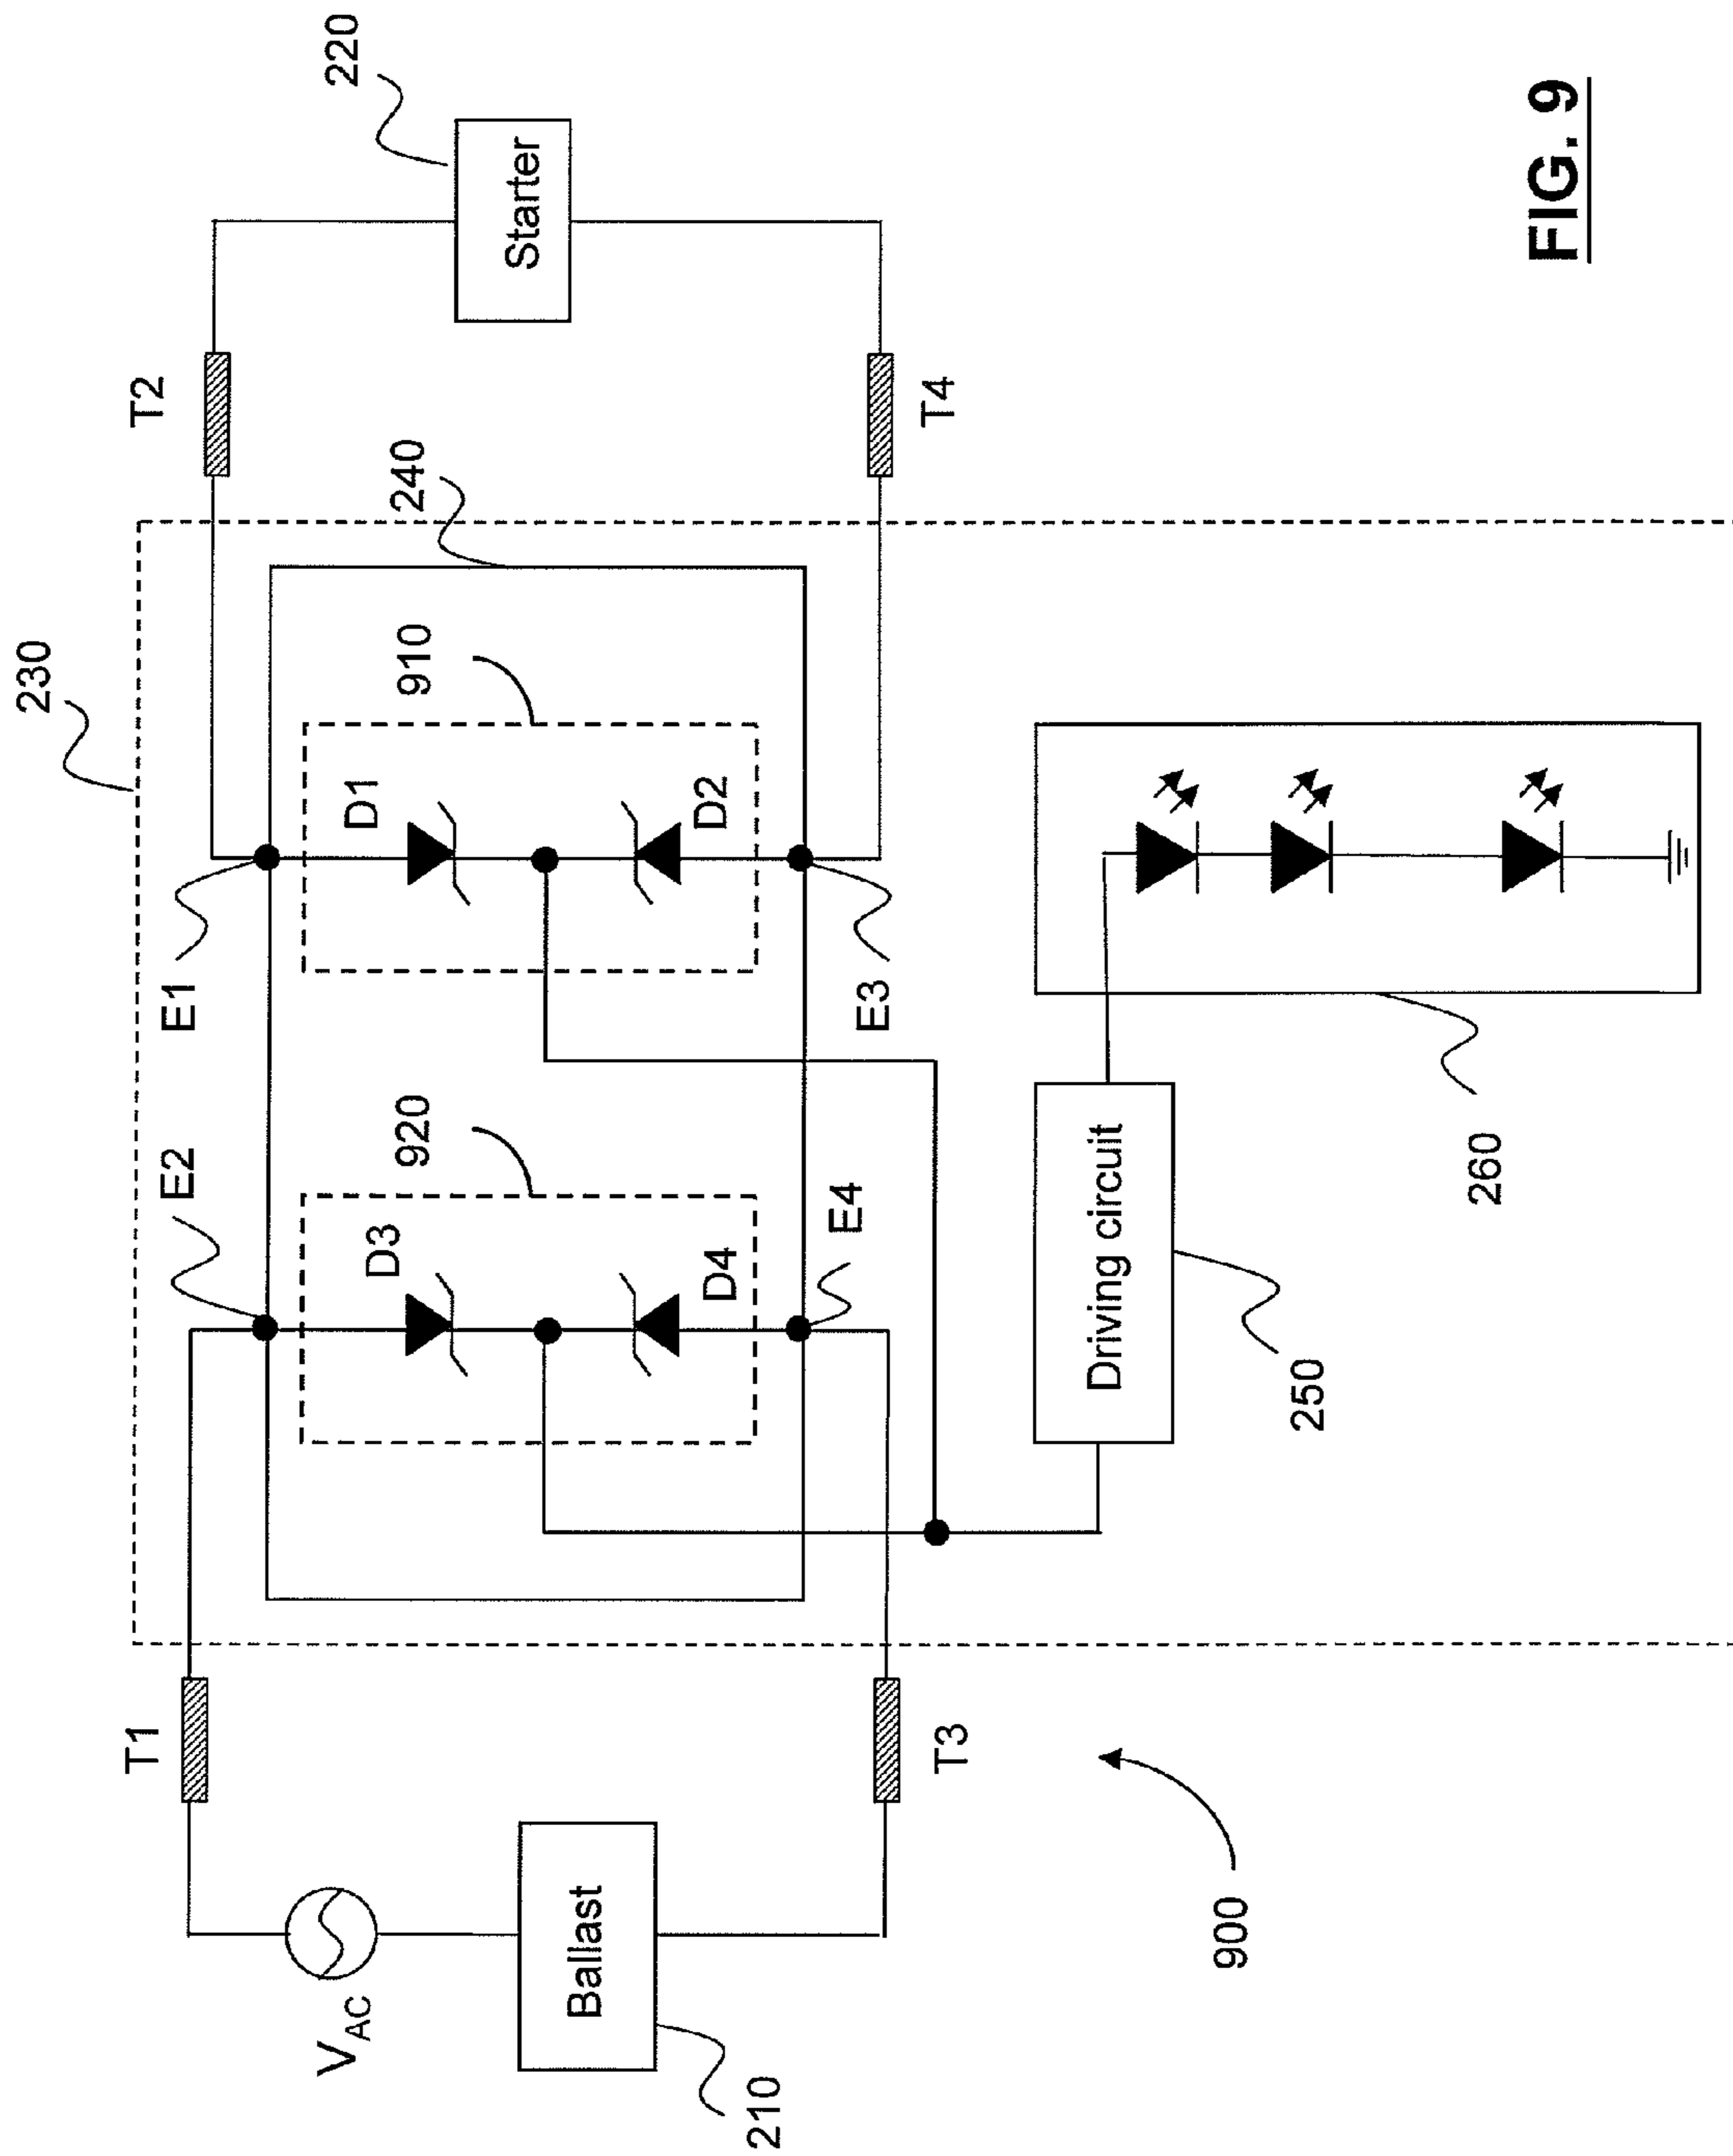 220
Starter
T2
T4
230
240
910
D1
D2
E1
E3
E2
920
D3
D4
E4
Driving circuit
250
260
T1
T3
V AC
Ballast
210
900
FIG. 9